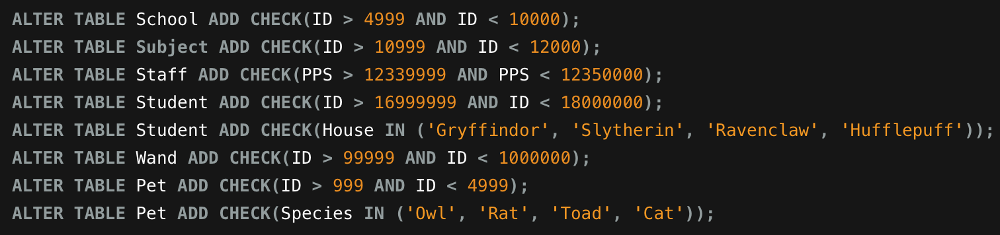 ALTER TABLE School ADD CHECK(ID > 4999 AND ID < 10000);
ALTER TABLE Subject ADD CHECK(ID > 10999 AND ID < 12000);
ALTER TABLE Staff ADD CHECK(PPS > 12339999 AND PPS < 12350000);
ALTER TABLE Student ADD CHECK(ID > 16999999 AND ID < 18000000);
ALTER TABLE Student ADD CHECK(House IN ('Gryffindor', 'Slytherin', 'Ravenclaw', 'Hufflepuff'));
ALTER TABLE Wand ADD CHECK(ID > 99999 AND ID < 1000000);
ALTER TABLE Pet ADD CHECK(ID > 999 AND ID < 4999);
ALTER TABLE Pet ADD CHECK(Species IN ('Owl', 'Rat', 'Toad', 'Cat'));